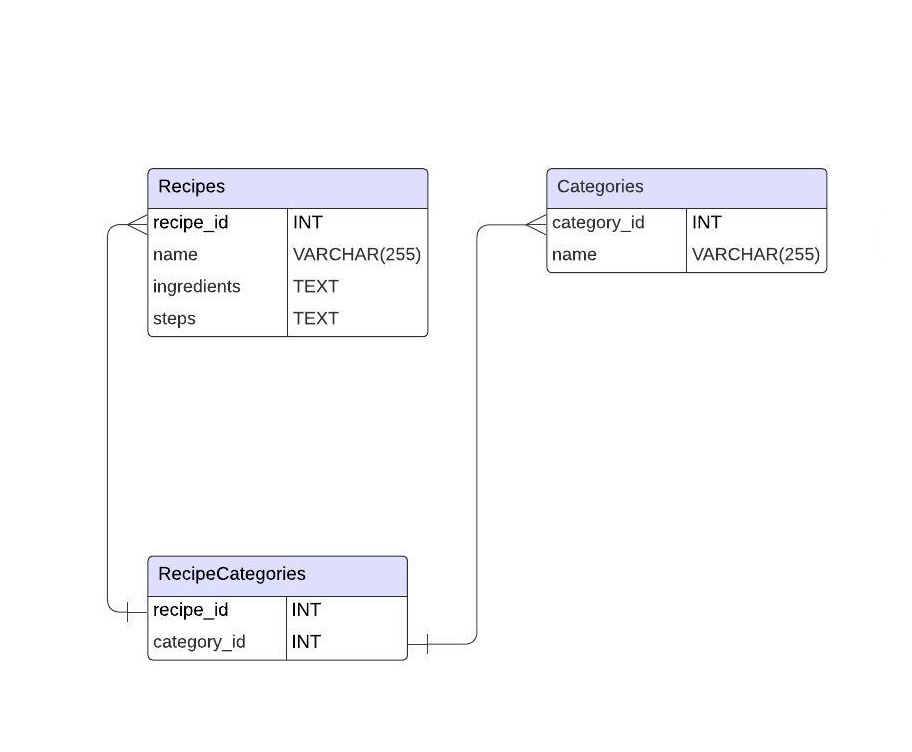 Recipes
recipe_id INT
name VARCHAR(255)
ingredients TEXT
steps TEXT
Categories
category_id INT
name VARCHAR(255)
RecipeCategories
recipe_id INT
category_id INT